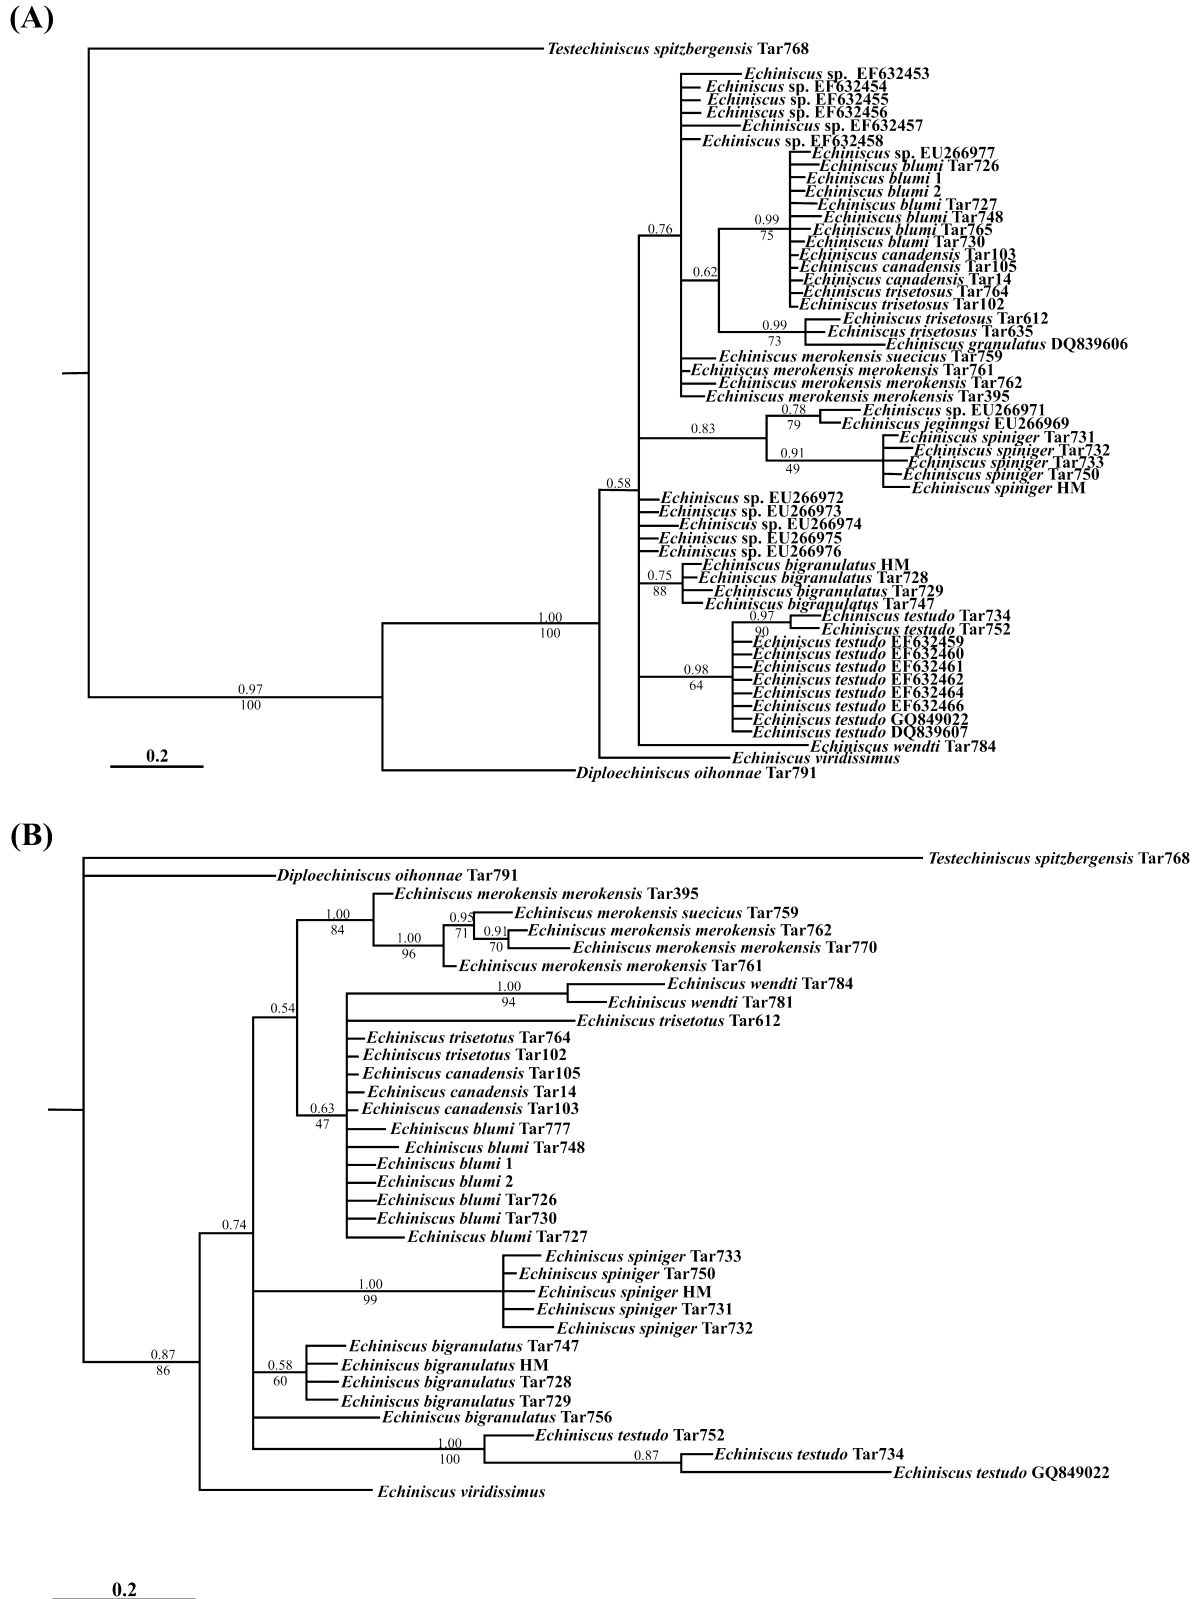 (A)
Testechiniscus spitzbergensis Tar768
Echiniscus sp. EF632453
Echiniscus sp. EF632454
Echiniscus sp. EF632455
Echiniscus sp. EF632456
Echiniscus sp. EF632457
Echiniscus sp. EF632458
Echiniscus sp. EU266977
Echiniscus blumi Tar726
Echiniscus blumi 1
Echiniscus blumi 2
Echiniscus blumi Tar727
Echiniscus blumi Tar748
0.99
75
Echiniscus blumi Tar765
0.76
Echiniscus blumi Tar730
Echiniscus canadensis Tar103
Echiniscus canadensis Tar105
0.62
Echiniscus canadensis Tar14
Echiniscus trisetosus Tar764
Echiniscus trisetosus Tar102
Echiniscus trisetosus Tar612
0.99
73
Echiniscus trisetosus Tar635
Echiniscus granulatus DQ839606
Echiniscus merokensis suecicus Tar759
Echiniscus merokensis merokensis Tar761
Echiniscus merokensis merokensis Tar762
Echiniscus merokensis merokensis Tar395
0.78
79
Echiniscus sp. EU266971
Echiniscus jeginngsi EU266969
0.83
Echiniscus spiniger Tar731
Echiniscus spiniger Tar732
0.91
49
Echiniscus spiniger Tar733
Echiniscus spiniger Tar750
0.58
Echiniscus spiniger HM
Echiniscus sp. EU266972
Echiniscus sp. EU266973
Echiniscus sp. EU266974
Echiniscus sp. EU266975
Echiniscus sp. EU266976
Echiniscus bigranulatus HM
0.75
88
Echiniscus bigranulatus Tar728
Echiniscus bigranulatus Tar729
Echiniscus bigranulatus Tar747
0.97
90
Echiniscus testudo Tar734
1.00
100
Echiniscus testudo Tar752
Echiniscus testudo EF632459
Echiniscus testudo EF632460
Echiniscus testudo EF632461
0.98
64
Echiniscus testudo EF632462
Echiniscus testudo EF632464
0.97
100
Echiniscus testudo EF632466
Echiniscus testudo GQ849022
Echiniscus testudo DQ839607
Echiniscus wendti Tar784
0.2
Echiniscus viridissimus
Diploechiniscus oihonnae Tar791
(B)
Testechiniscus spitzbergensis Tar768
Diploechiniscus oihonnae Tar791
Echiniscus merokensis merokensis Tar395
1.00
84
0.95
71
Echiniscus merokensis suecicus Tar759
0.91
70
Echiniscus merokensis merokensis Tar762
1.00
96
Echiniscus merokensis merokensis Tar770
Echiniscus merokensis merokensis Tar761
Echiniscus wendti Tar784
1.00
94
Echiniscus wendti Tar781
0.54
Echiniscus trisetotus Tar612
Echiniscus trisetotus Tar764
Echiniscus trisetotus Tar102
Echiniscus canadensis Tar105
Echiniscus canadensis Tar14
0.63
47
Echiniscus canadensis Tar103
Echiniscus blumi Tar777
Echiniscus blumi Tar748
Echiniscus blumi 1
Echiniscus blumi 2
Echiniscus blumi Tar726
Echiniscus blumi Tar730
0.74
Echiniscus blumi Tar727
Echiniscus spiniger Tar733
Echiniscus spiniger Tar750
1.00
99
Echiniscus spiniger HM
Echiniscus spiniger Tar731
Echiniscus spiniger Tar732
Echiniscus bigranulatus Tar747
0.87
86
0.58
60
Echiniscus bigranulatus HM
Echiniscus bigranulatus Tar728
Echiniscus bigranulatus Tar729
Echiniscus bigranulatus Tar756
Echiniscus testudo Tar752
1.00
100
0.87
Echiniscus testudo Tar734
Echiniscus testudo GQ849022
Echiniscus viridissimus
0.2